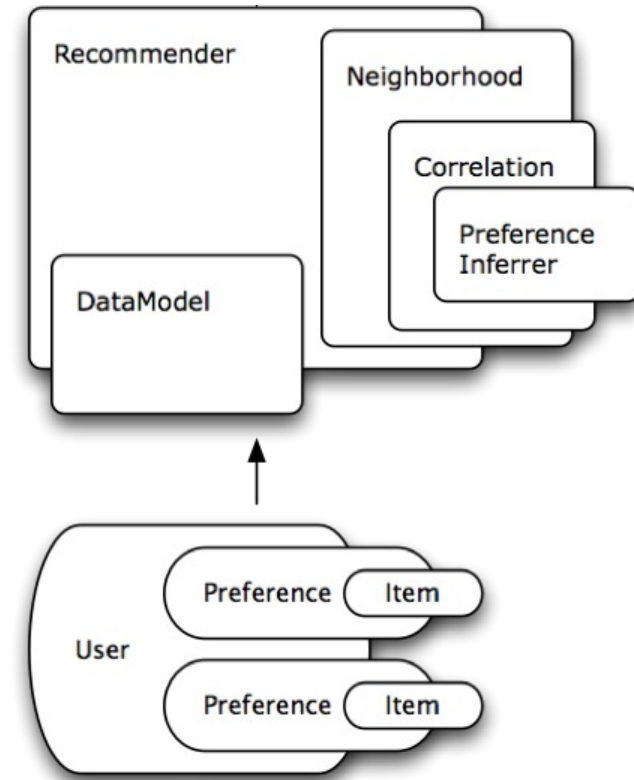 Recommender
Neighborhood
Correlation
Preference
Inferrer
DataModel
User
Preference
Item
Preference
Item